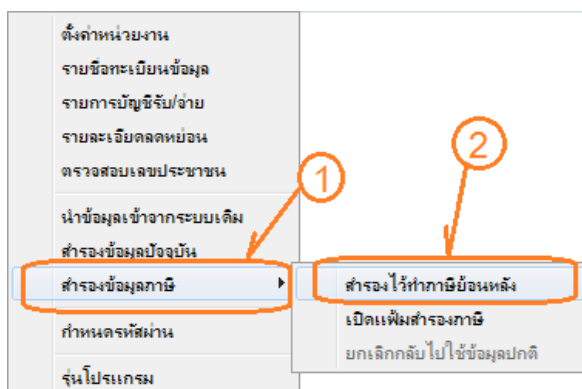 ตั้งค่าหน่วยงาน
รายชื่อทะเบียนข้อมูล
รายการบัญชีรับ/จ่าย
รายละเอียดลดหย่อน
ตรวจสอบเลขประชาชน
1
2
นำข้อมูลเข้าจากระบบเดิม
สำรองข้อมูลปัจจุบัน
สำรองข้อมูลภาษี
สำรองไว้ทำภาษีย้อนหลัง
เปิดแฟ้มสำรองภาษี
กำหนดรหัสผ่าน
ยกเลิกกลับไปใช้ข้อมูลปกติ
รุ่นโปรแกรม